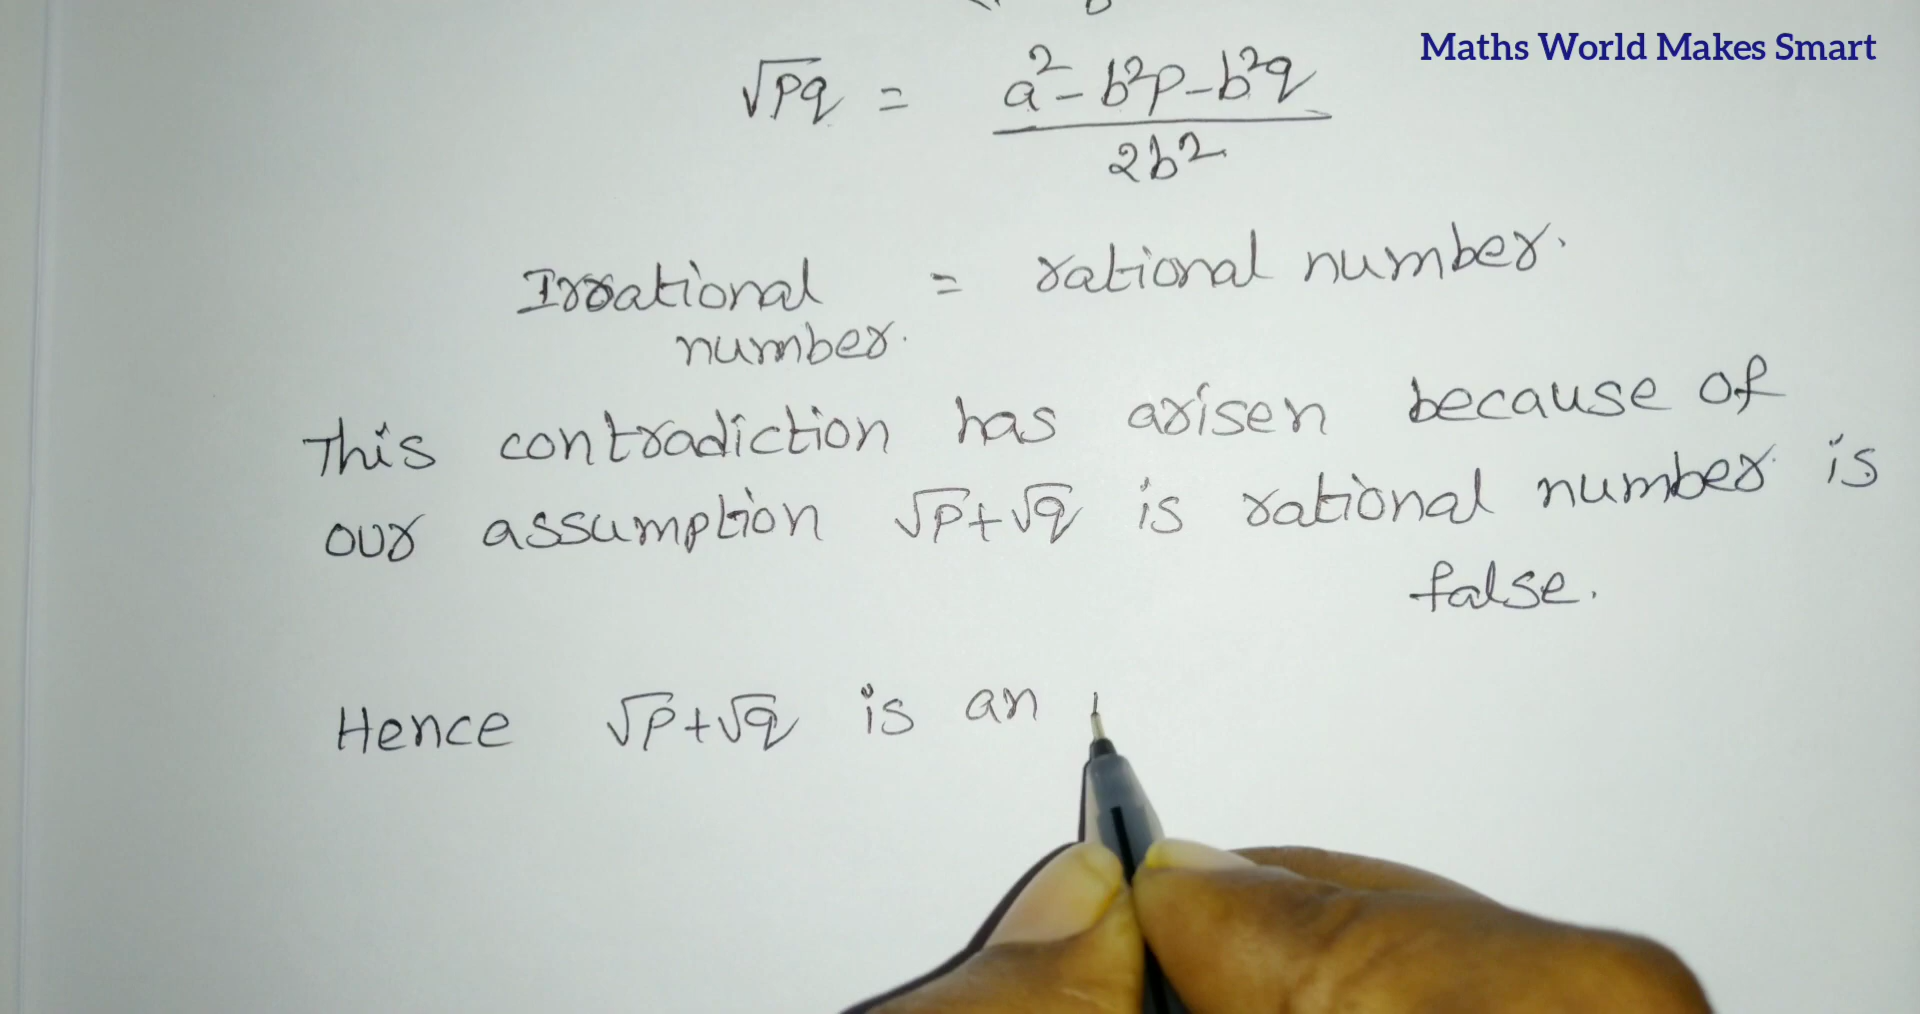 Maths World Makes Smart
√pq = a² - b²p - b²q / 2b²
Irrational = rational number.
number.
This contradiction has arisen because of
our assumption √p+√q is rational number is
false.
Hence √p+√q is an